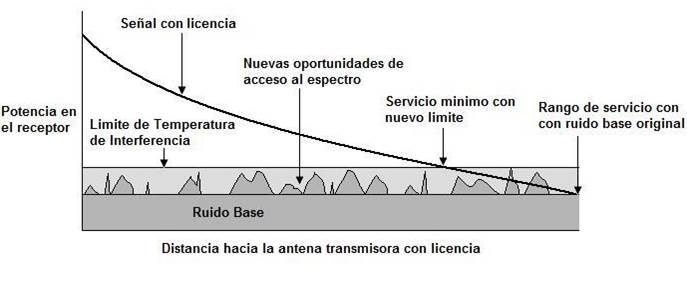 Señal con licencia
Nuevas oportunidades de
acceso al espectro
Potencia en
el receptor
Limite de Temperatura
de Interferencia
Servicio minimo con
nuevo limite
Rango de servicio con
con ruido base original
Ruido Base
Distancia hacia la antena transmisora con licencia